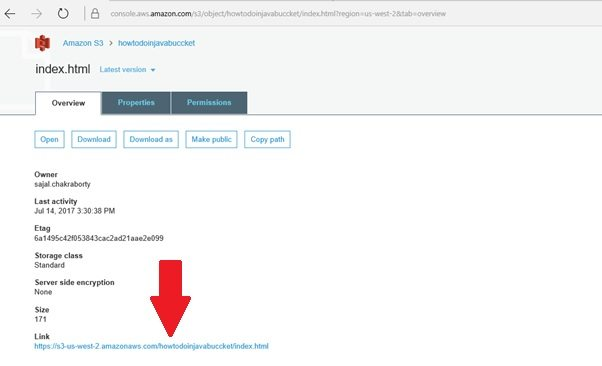 console.aws.amazon.com/s3/object/howtodoinjavabuccket/index.html?region=us-west-2&tab=overview
Amazon S3 > howtodoinjavabuccket
index.html Latest version
Overview Properties Permissions
Open Download Download as Make public Copy path
Owner
sajal.chakraborty
Last activity
Jul 14, 2017 3:30:38 PM
Etag
6a1495c42f053843cac2ad21aae2e099
Storage class
Standard
Server side encryption
None
Size
171
Link
https://s3-us-west-2.amazonaws.com/howtodoinjavabuccket/index.html